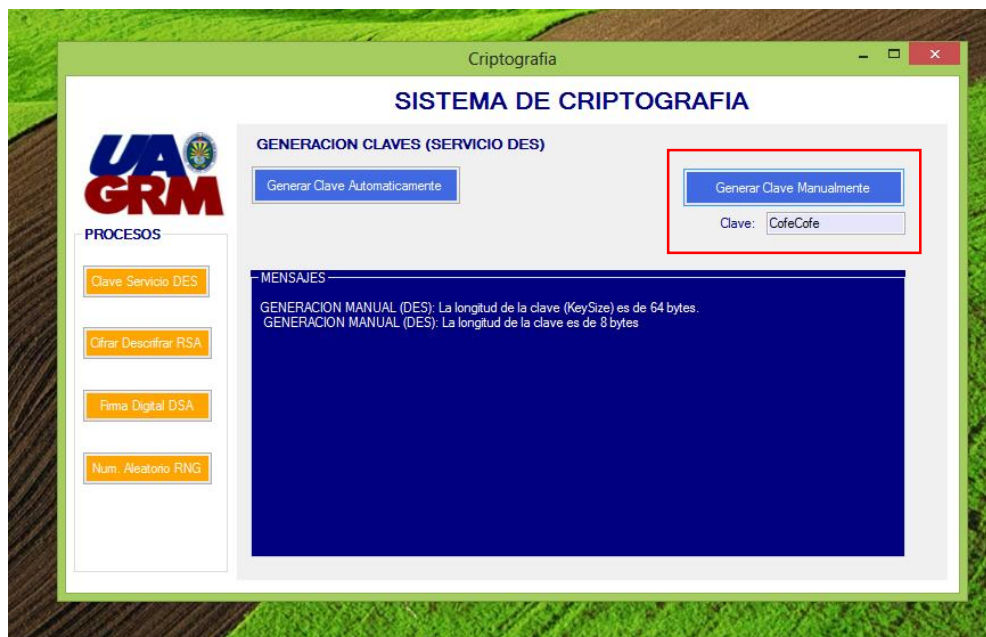 Criptografia
SISTEMA DE CRIPTOGRAFIA
UAGRM
GENERACION CLAVES (SERVICIO DES)
Generar Clave Automaticamente
Generar Clave Manualmente
Clave: CofeCofe
PROCESOS
Clave Servicio DES
Cifrar Descrifrar RSA
Firma Digital DSA
Num. Aleatorio RNG
MENSAJES
GENERACION MANUAL (DES): La longitud de la clave (KeySize) es de 64 bytes.
GENERACION MANUAL (DES): La longitud de la clave es de 8 bytes